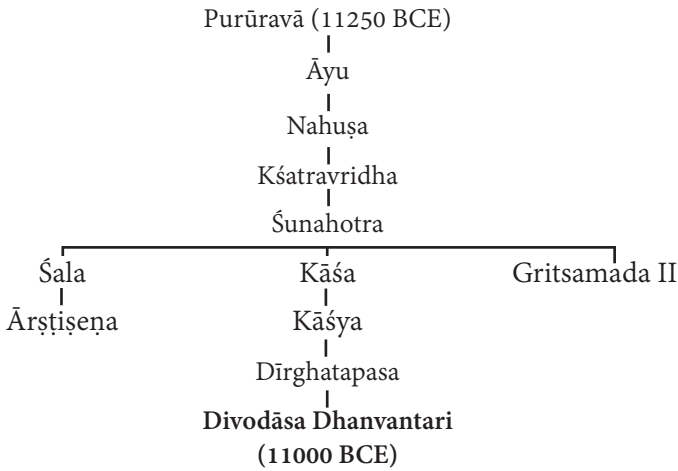 Purūravā (11250 BCE)
Āyu
Nahuṣa
Kśatravridha
Śunahotra
Śala Kāśa Gritsamada II
Ārṣṭiṣeṇa Kāśya
Dīrghatapasa
Divodāsa Dhanvantari
(11000 BCE)